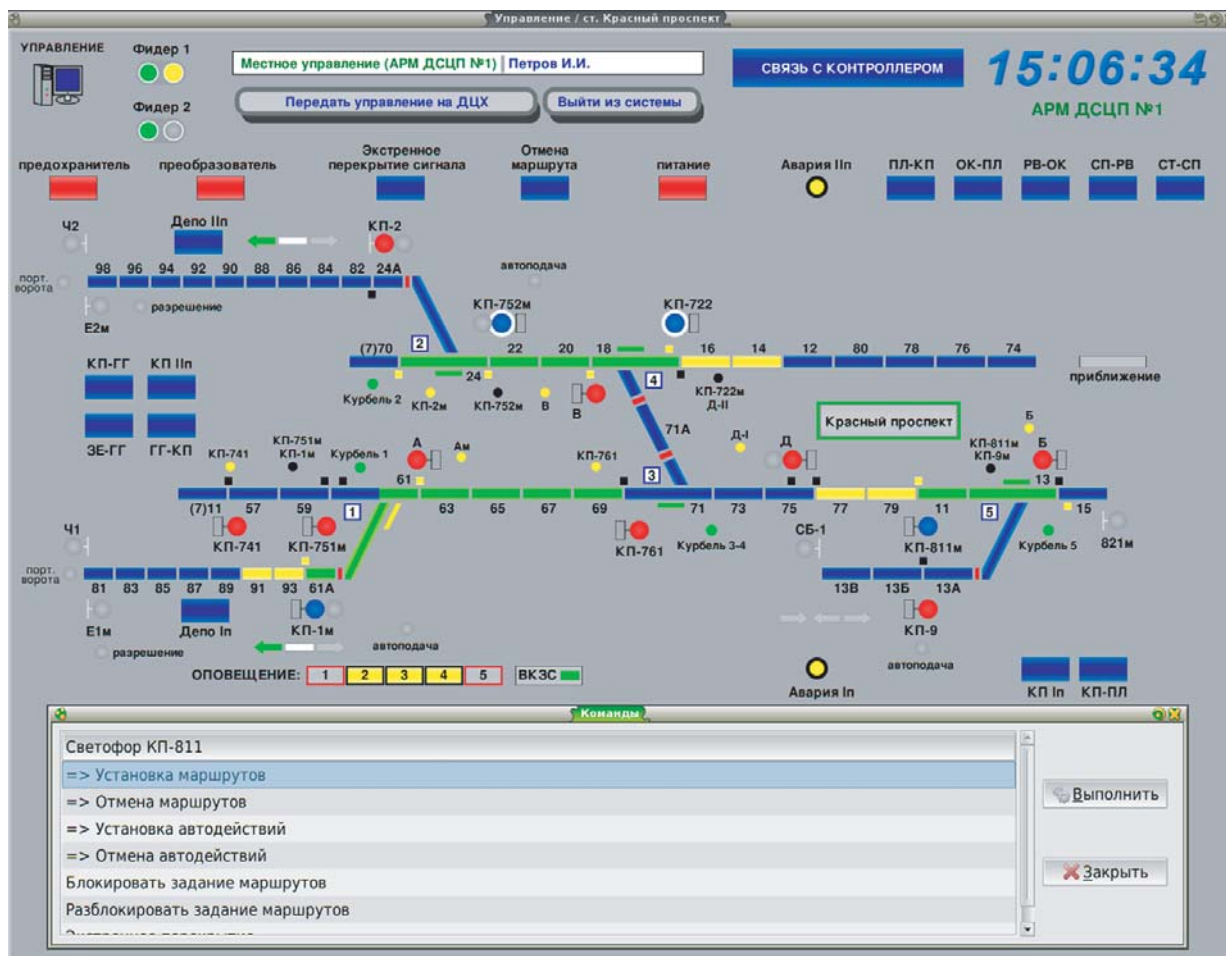 Управление / ст. Красный проспект
УПРАВЛЕНИЕ
Фидер 1
Фидер 2
Местное управление (АРМ ДСЦП №1) Петров И.И.
Передать управление на ДЦХ
Выйти из системы
СВЯЗЬ С КОНТРОЛЛЕРОМ
15:06:34
АРМ ДСЦП №1
предохранитель
преобразователь
Экстренное
перекрытие сигнала
Отмена
маршрута
питание
Авария IIп
ПЛ-КП
ОК-ПЛ
РВ-ОК
СП-РВ
СТ-СП
Ч2
Депо IIп
КП-2
98 96 94 92 90 88 86 84 82 24А
порт.
ворота
разрешение
Е2м
автоподача
КП-752м
КП-722
(7)70 2 22 20 18 16 14 12 80 78 76 74
24
4
приближение
Курбель 2
КП-2м
КП-752м
В
В
КП-722м
Д-II
КП-ГГ
КП IIп
ЗЕ-ГГ
ГГ-КП
71А
Красный проспект
КП-741
КП-751м
КП-1м
Курбель 1
А
Ам
КП-761
Д-I
Д
КП-811м
КП-9м
Б
Б
61
3
13
(7)11 57 59 1 63 65 67 69 71 73 75 77 79 11 5 15
КП-741
КП-751м
КП-761
Курбель 3-4
СБ-1
КП-811м
Курбель 5
821м
Ч1
порт.
ворота
81 83 85 87 89 91 93 61А
13В 13Б 13А
Е1м
Депо Iп
КП-1м
КП-9
разрешение
автоподача
автоподача
ОПОВЕЩЕНИЕ: 1 2 3 4 5 ВКЗС
Авария Iп
КП Iп
КП-ПЛ
Команды
Светофор КП-811
=> Установка маршрутов
=> Отмена маршрутов
=> Установка автодействий
=> Отмена автодействий
Блокировать задание маршрутов
Разблокировать задание маршрутов
Выполнить
Закрыть